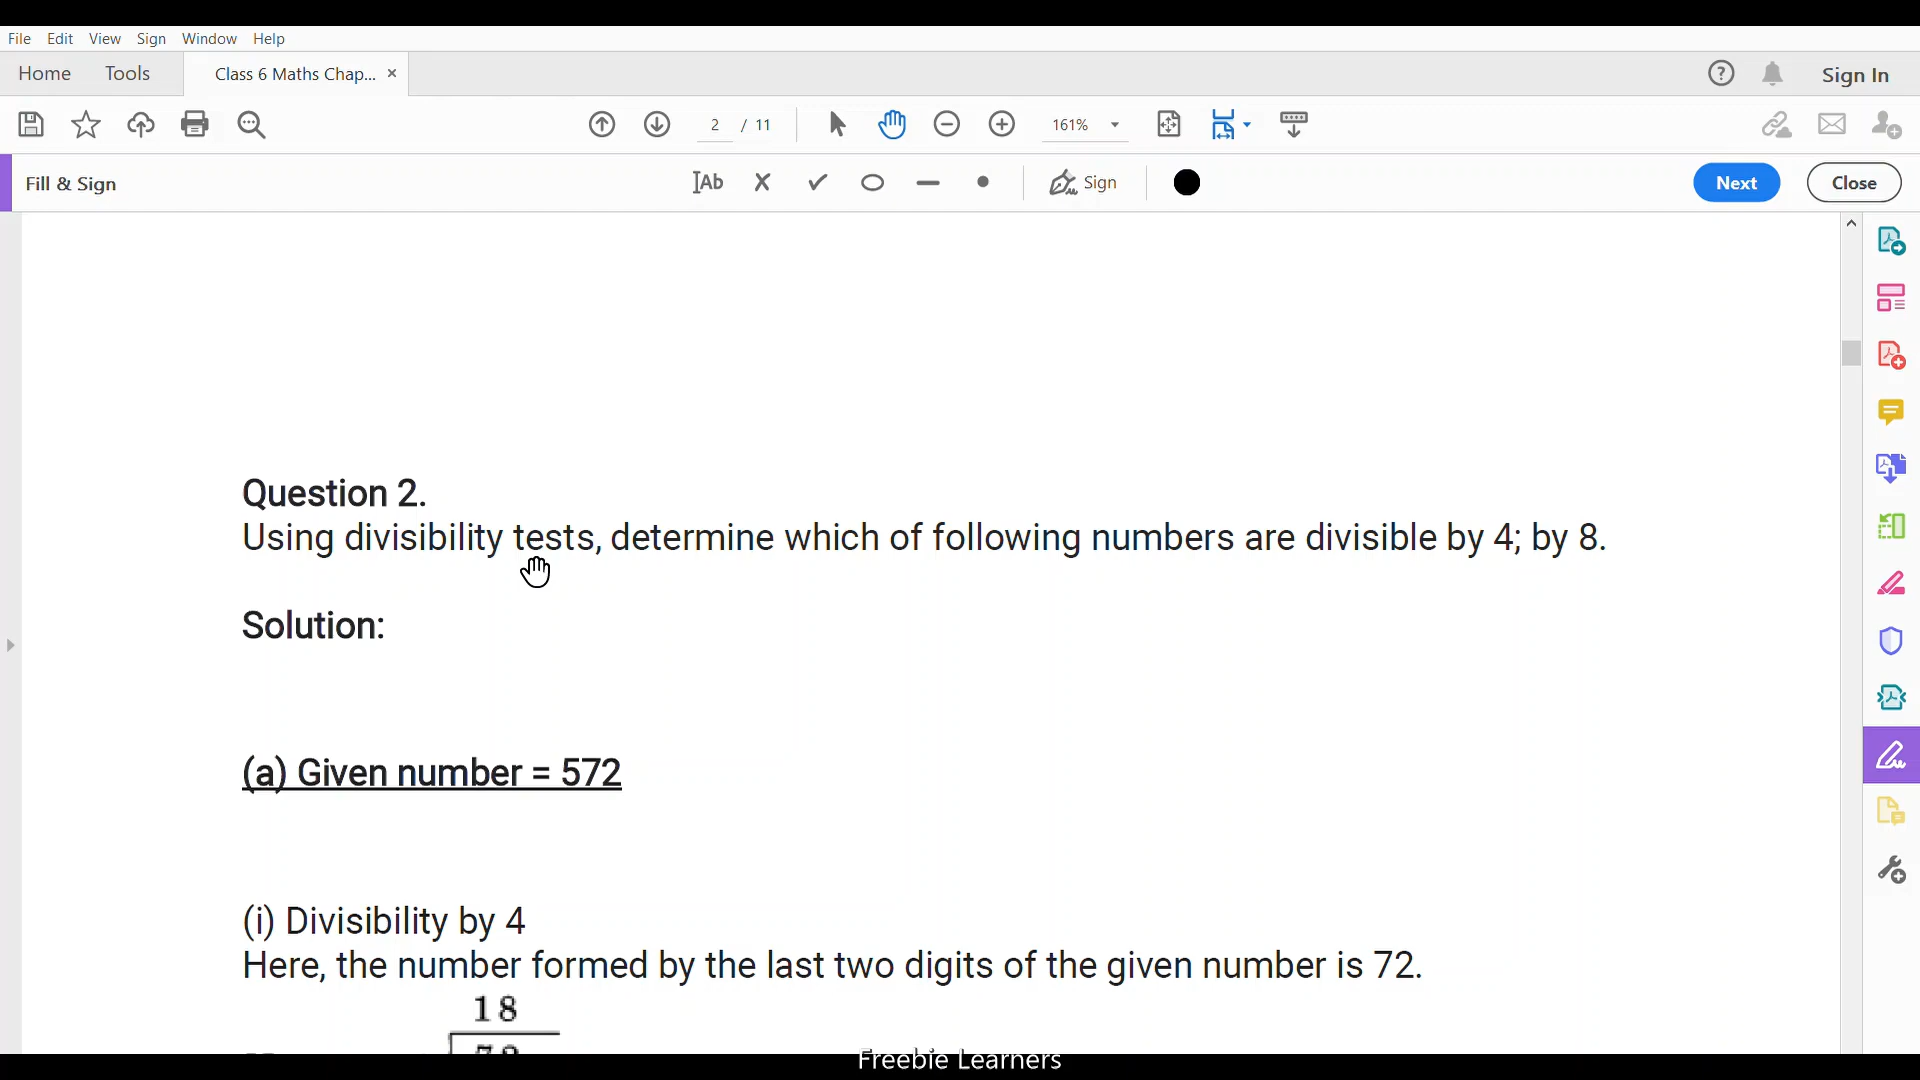 File Edit View Sign Window Help
Home Tools Class 6 Maths Chap... × Sign In
2 / 11 161%
Fill & Sign Ab Sign Next Close
Question 2.
Using divisibility tests, determine which of following numbers are divisible by 4; by 8.
Solution:
(a) Given number = 572
(i) Divisibility by 4
Here, the number formed by the last two digits of the given number is 72.
18
Freebie Learners